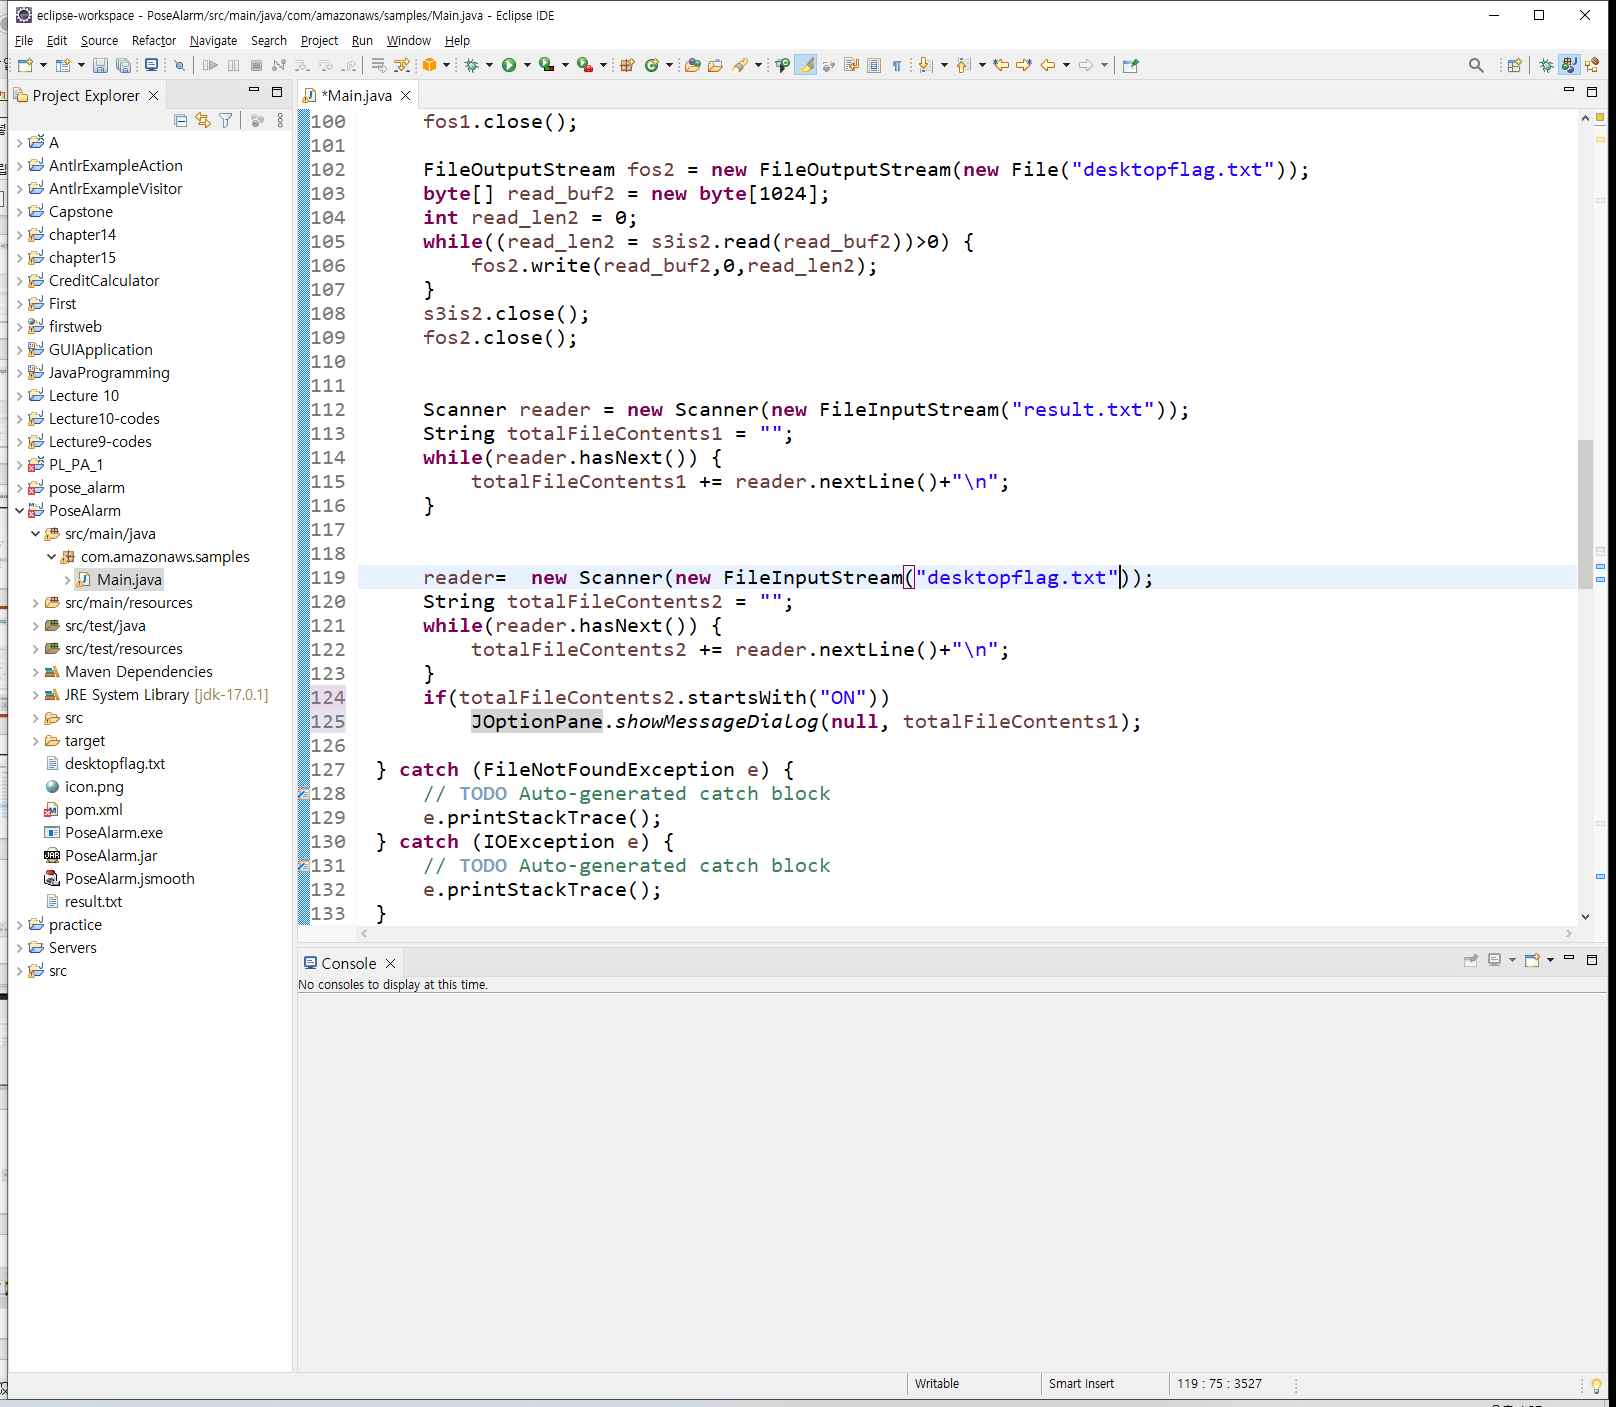 eclipse-workspace - PoseAlarm/src/main/java/com/amazonaws/samples/Main.java - Eclipse IDE
File Edit Source Refactor Navigate Search Project Run Window Help
Project Explorer
*Main.java
A
AntlrExampleAction
AntlrExampleVisitor
Capstone
chapter14
chapter15
CreditCalculator
First
firstweb
GUIApplication
JavaProgramming
Lecture 10
Lecture10-codes
Lecture9-codes
PL_PA_1
pose_alarm
PoseAlarm
src/main/java
com.amazonaws.samples
Main.java
src/main/resources
src/test/java
src/test/resources
Maven Dependencies
JRE System Library [jdk-17.0.1]
src
target
desktopflag.txt
icon.png
pom.xml
PoseAlarm.exe
PoseAlarm.jar
PoseAlarm.jsmooth
result.txt
practice
Servers
src
100 fos1.close();
101
102 FileOutputStream fos2 = new FileOutputStream(new File("desktopflag.txt"));
103 byte[] read_buf2 = new byte[1024];
104 int read_len2 = 0;
105 while((read_len2 = s3is2.read(read_buf2))>0) {
106 fos2.write(read_buf2,0,read_len2);
107 }
108 s3is2.close();
109 fos2.close();
110
111
112 Scanner reader = new Scanner(new FileInputStream("result.txt"));
113 String totalFileContents1 = "";
114 while(reader.hasNext()) {
115 totalFileContents1 += reader.nextLine()+"\n";
116 }
117
118
119 reader=  new Scanner(new FileInputStream("desktopflag.txt"));
120 String totalFileContents2 = "";
121 while(reader.hasNext()) {
122 totalFileContents2 += reader.nextLine()+"\n";
123 }
124 if(totalFileContents2.startsWith("ON"))
125 JOptionPane.showMessageDialog(null, totalFileContents1);
126
127 } catch (FileNotFoundException e) {
128 // TODO Auto-generated catch block
129 e.printStackTrace();
130 } catch (IOException e) {
131 // TODO Auto-generated catch block
132 e.printStackTrace();
133 }
Console
No consoles to display at this time.
Writable Smart Insert 119 : 75 : 3527